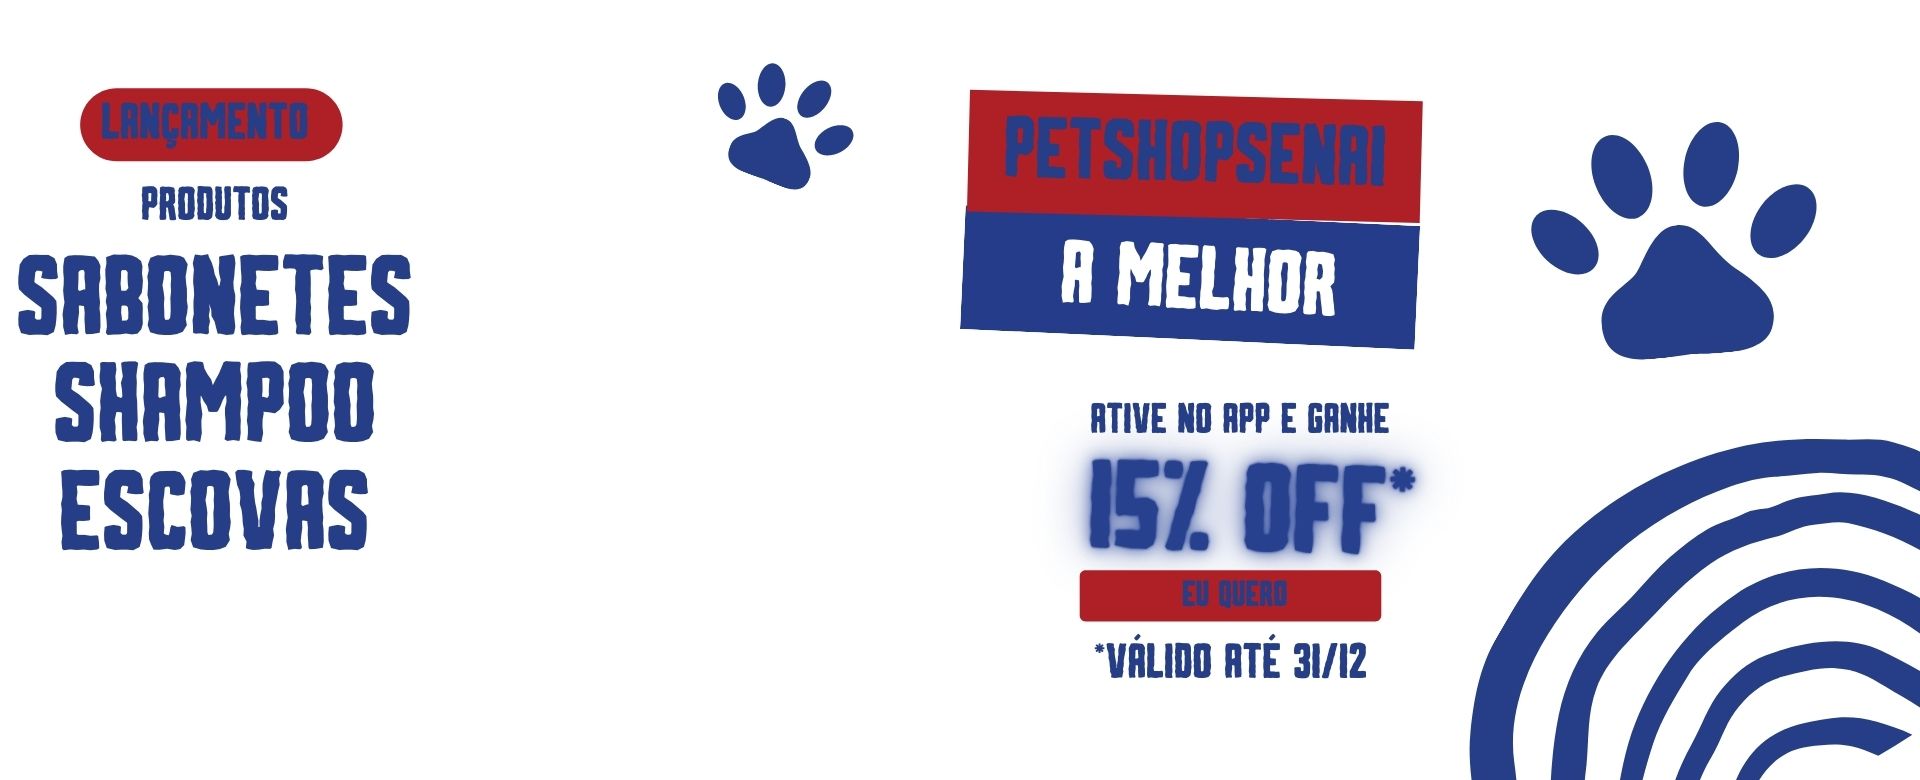 LANÇAMENTO
PRODUTOS
SABONETES
SHAMPOO
ESCOVAS
PETSHOPSENAI
A MELHOR
ATIVE NO APP E GANHE
15% OFF*
EU QUERO
*VÁLIDO ATÉ 31/12